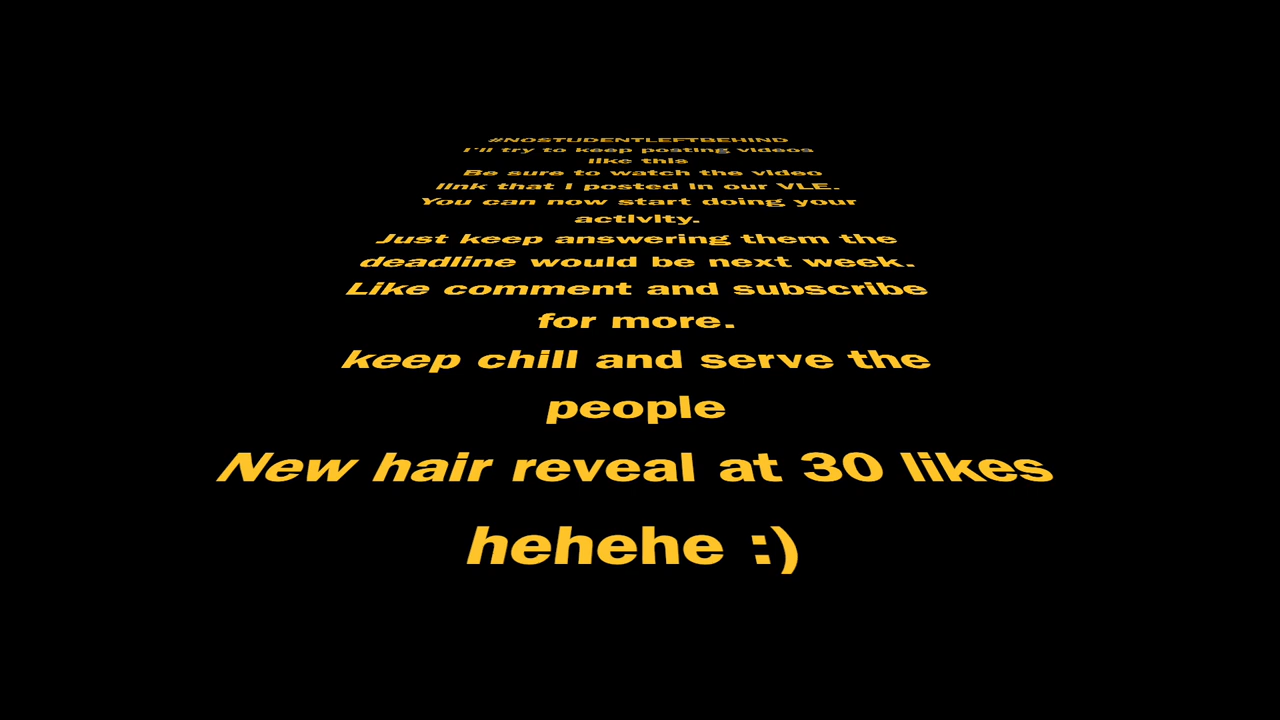 #NOSTUDENTLEFTBEHIND
I'll try to keep posting videos
like this
Be sure to watch the video
link that I posted in our VLE.
You can now start doing your
activity.
Just keep answering them the
deadline would be next week.
Like comment and subscribe
for more.
keep chill and serve the
people
New hair reveal at 30 likes
hehehe :)